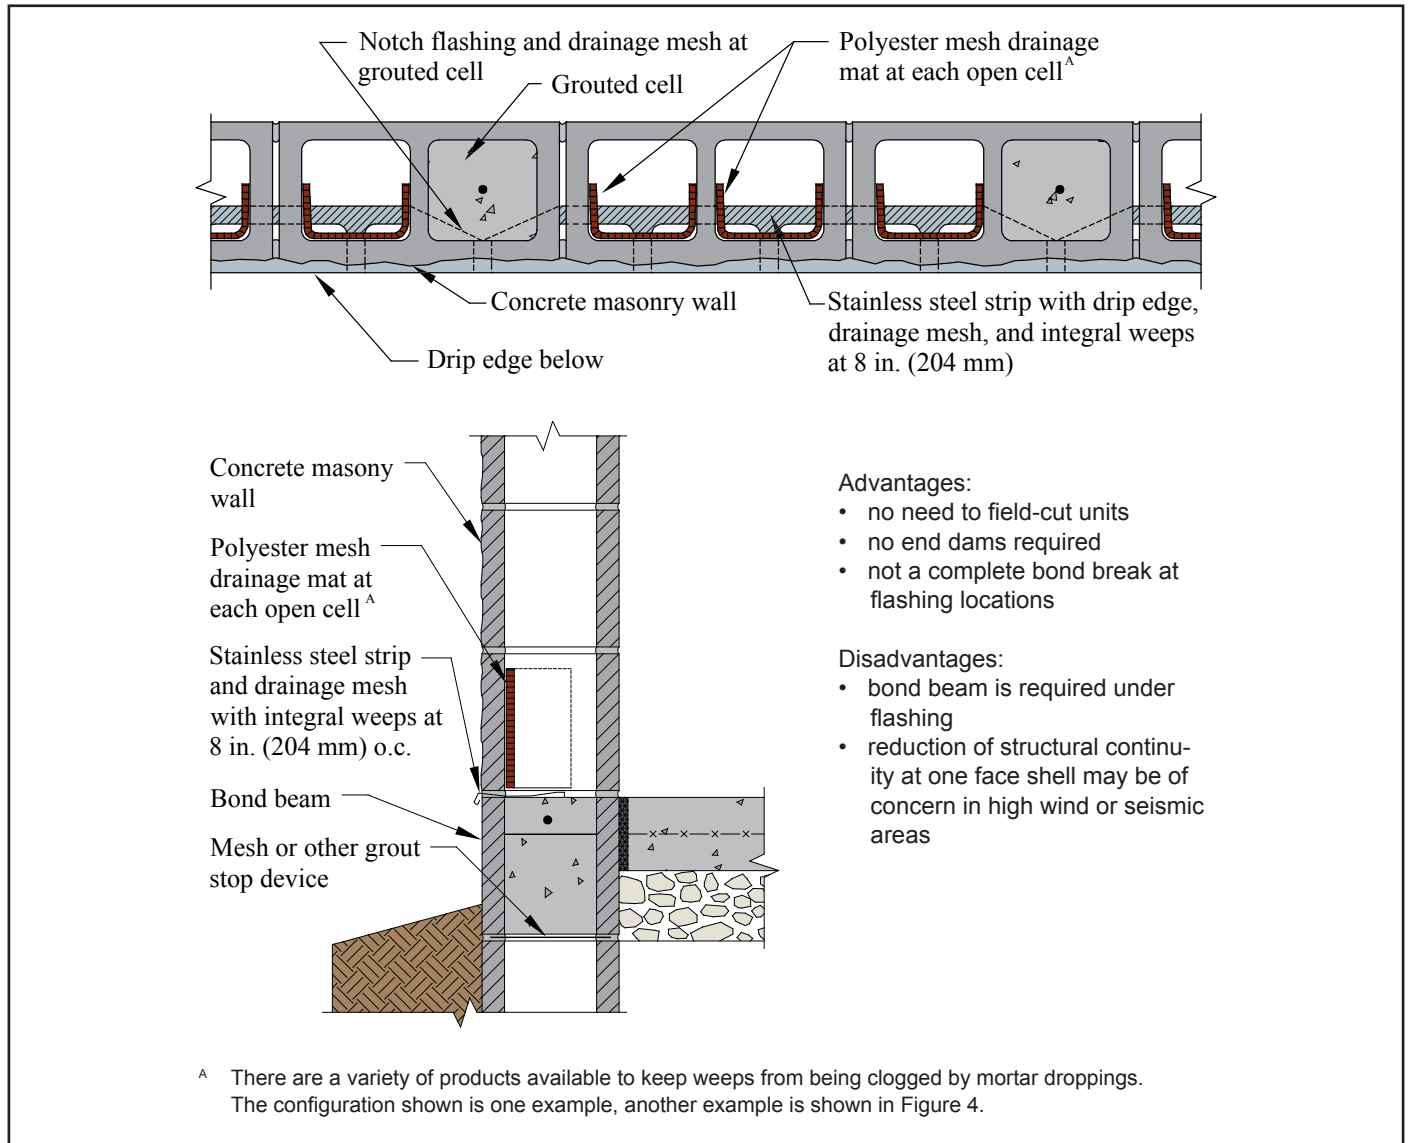 Notch flashing and drainage mesh at
grouted cell
Grouted cell
Polyester mesh drainage
mat at each open cell A
Concrete masonry wall
Drip edge below
Stainless steel strip with drip edge,
drainage mesh, and integral weeps
at 8 in. (204 mm)
Concrete masony
wall
Polyester mesh
drainage mat at
each open cell A
Stainless steel strip
and drainage mesh
with integral weeps at
8 in. (204 mm) o.c.
Bond beam
Mesh or other grout
stop device
Advantages:
• no need to field-cut units
• no end dams required
• not a complete bond break at
flashing locations
Disadvantages:
• bond beam is required under
flashing
• reduction of structural continu-
ity at one face shell may be of
concern in high wind or seismic
areas
A There are a variety of products available to keep weeps from being clogged by mortar droppings.
The configuration shown is one example, another example is shown in Figure 4.